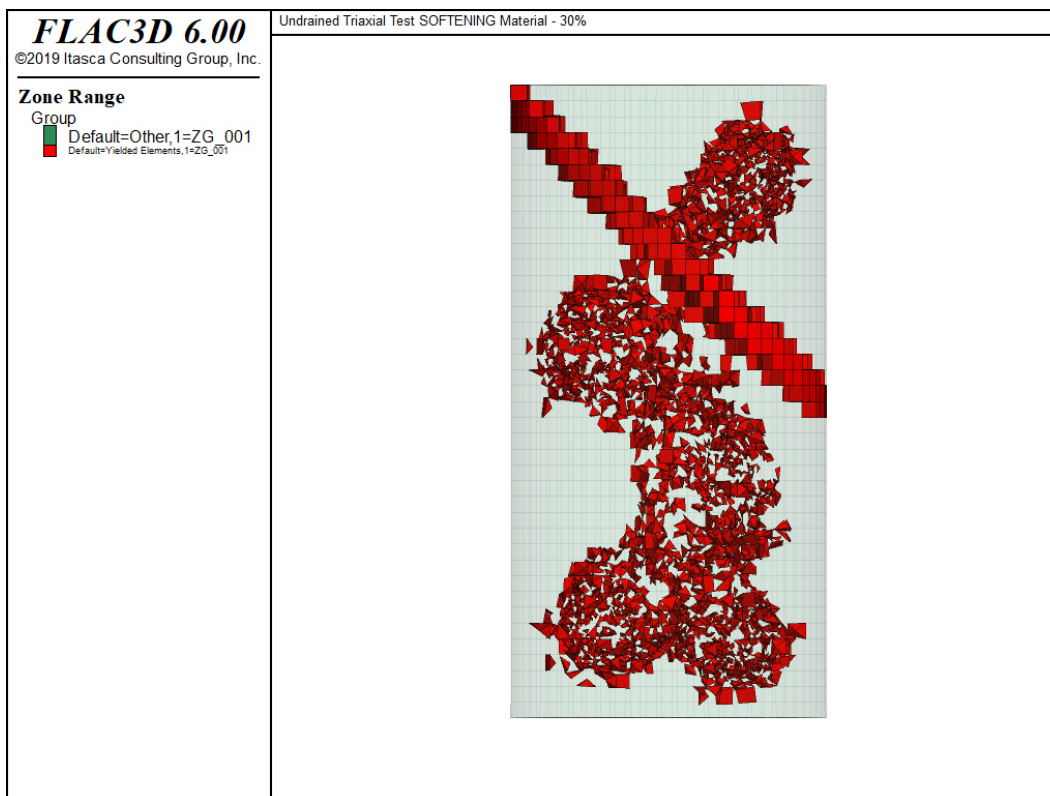 FLAC3D 6.00
©2019 Itasca Consulting Group, Inc.
Undrained Triaxial Test SOFTENING Material - 30%
Zone Range
Group
Default=Other,1=ZG_001
Default=Yielded Elements,1=ZG_001